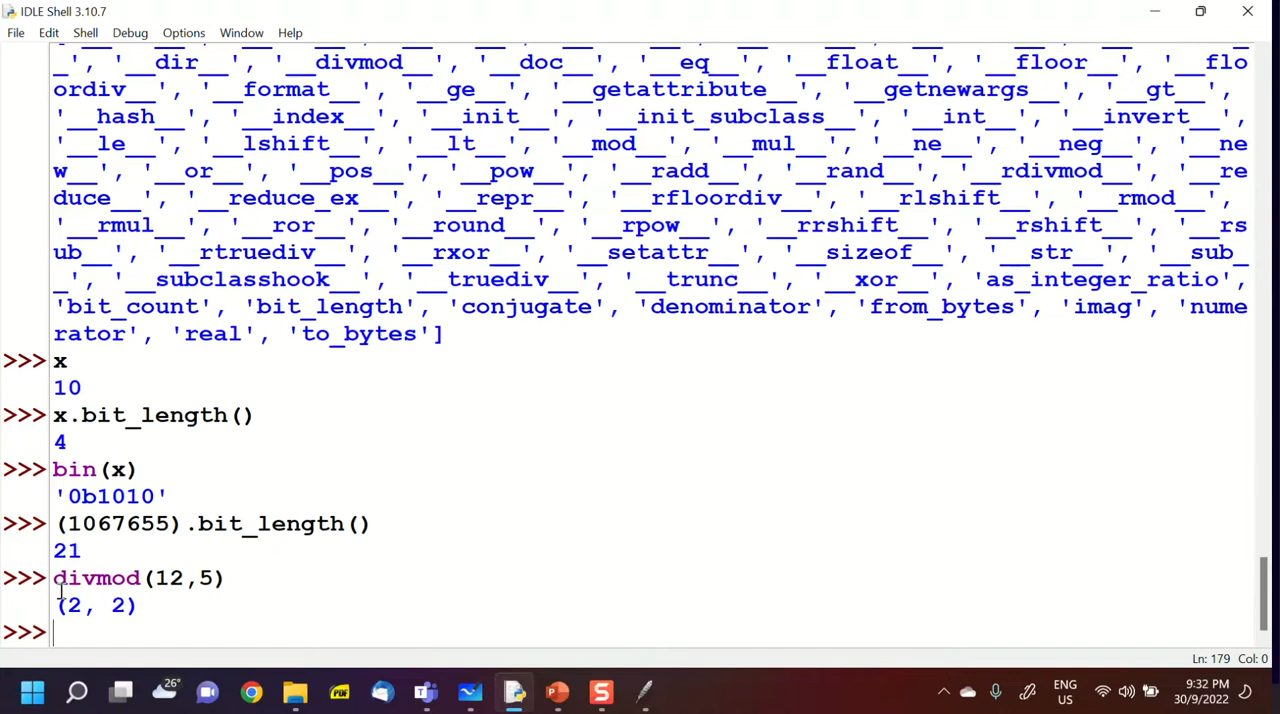 IDLE Shell 3.10.7
File Edit Shell Debug Options Window Help
_', '__dir__', '__divmod__', '__doc__', '__eq__', '__float__', '__floor__', '__flo
ordiv__', '__format__', '__ge__', '__getattribute__', '__getnewargs__', '__gt__',
'__hash__', '__index__', '__init__', '__init_subclass__', '__int__', '__invert__',
'__le__', '__lshift__', '__lt__', '__mod__', '__mul__', '__ne__', '__neg__', '__ne
w__', '__or__', '__pos__', '__pow__', '__radd__', '__rand__', '__rdivmod__', '__re
duce__', '__reduce_ex__', '__repr__', '__rfloordiv__', '__rlshift__', '__rmod__',
'__rmul__', '__ror__', '__round__', '__rpow__', '__rrshift__', '__rshift__', '__rs
ub__', '__rtruediv__', '__rxor__', '__setattr__', '__sizeof__', '__str__', '__sub_
_', '__subclasshook__', '__truediv__', '__trunc__', '__xor__', 'as_integer_ratio',
'bit_count', 'bit_length', 'conjugate', 'denominator', 'from_bytes', 'imag', 'nume
rator', 'real', 'to_bytes']
>>> x
10
>>> x.bit_length()
4
>>> bin(x)
'0b1010'
>>> (1067655).bit_length()
21
>>> divmod(12,5)
(2, 2)
>>>
Ln: 179 Col: 0
26°
PDF
S
ENG
US
9:32 PM
30/9/2022